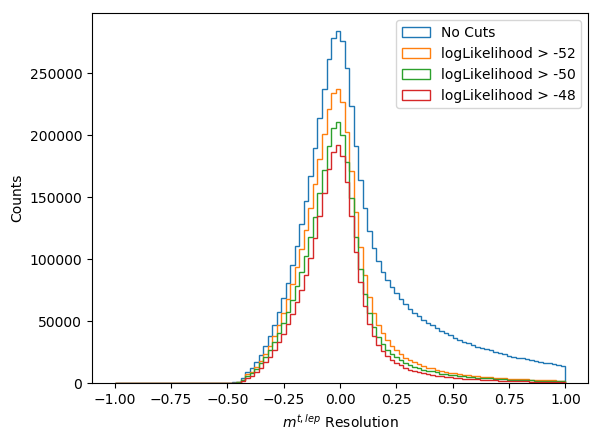 No Cuts
logLikelihood > -52
logLikelihood > -50
logLikelihood > -48
Counts
250000
200000
150000
100000
50000
0
−1.00 −0.75 −0.50 −0.25 0.00 0.25 0.50 0.75 1.00
m^{t,lep} Resolution